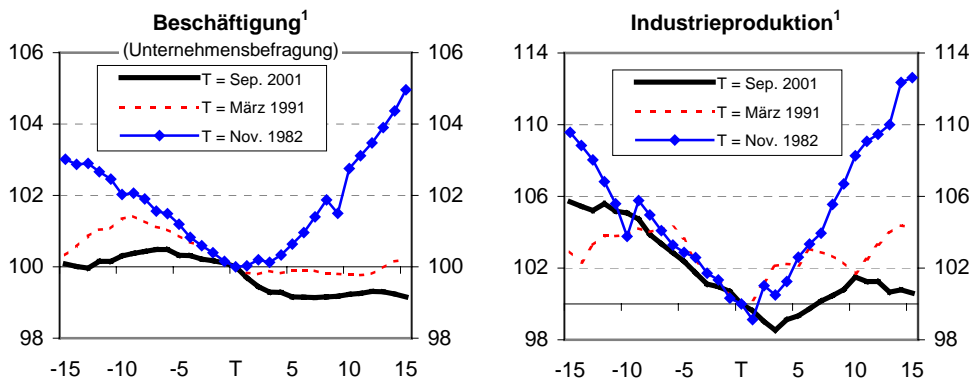 Beschäftigung¹
(Unternehmensbefragung)
106
104
102
100
98
106
104
102
100
98
T = Sep. 2001
T = März 1991
T = Nov. 1982
-15 -10 -5 T 5 10 15
Industrieproduktion¹
114
110
106
102
98
114
110
106
102
98
T = Sep. 2001
T = März 1991
T = Nov. 1982
-15 -10 -5 T 5 10 15